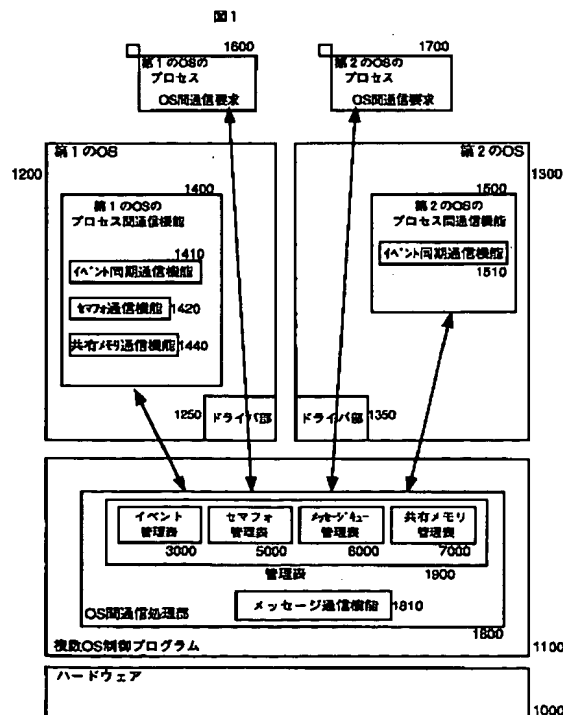 図1
1600
第1のOSの
プロセス
OS間通信要求
1700
第2のOSの
プロセス
OS間通信要求
第1のOS
1200
1400
第1のOSの
プロセス間通信機能
1410
イベント同期通信機能
セマフォ通信機能 1420
共有メモリ通信機能 1440
1250 ドライバ部
第2のOS
1300
1500
第2のOSの
プロセス間通信機能
イベント同期通信機能
1510
ドライバ部 1350
イベント
管理表
3000
セマフォ
管理表
5000
メッセージキュー
管理表
6000
共有メモリ
管理表
7000
管理表
1900
メッセージ通信機能 1810
OS間通信処理部
1800
複数OS制御プログラム
1100
ハードウェア
1000